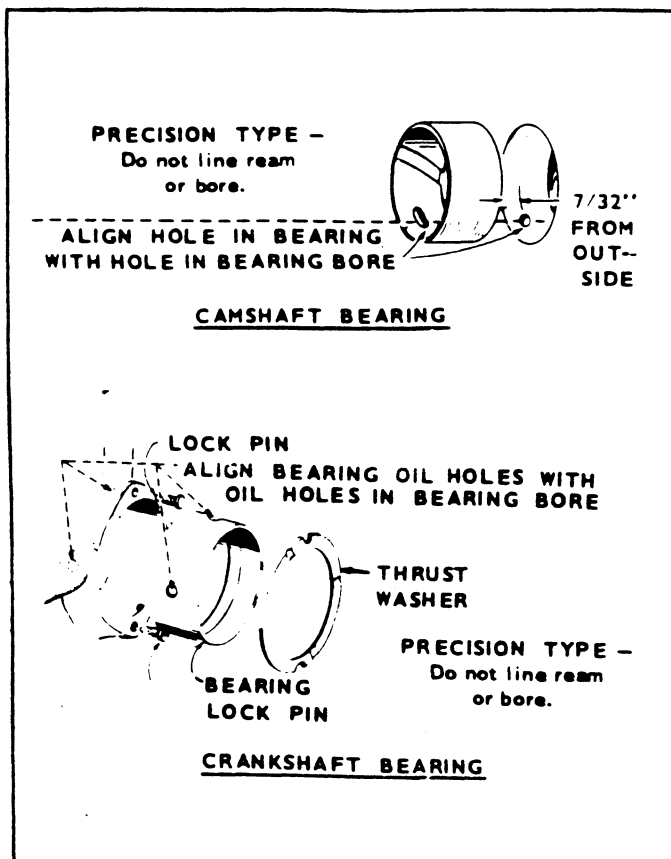 PRECISION TYPE –
Do not line ream
or bore.
7/32''
FROM
OUT--
SIDE
ALIGN HOLE IN BEARING
WITH HOLE IN BEARING BORE
CAMSHAFT BEARING
LOCK PIN
ALIGN BEARING OIL HOLES WITH
OIL HOLES IN BEARING BORE
THRUST
WASHER
PRECISION TYPE –
Do not line ream
or bore.
BEARING
LOCK PIN
CRANKSHAFT BEARING